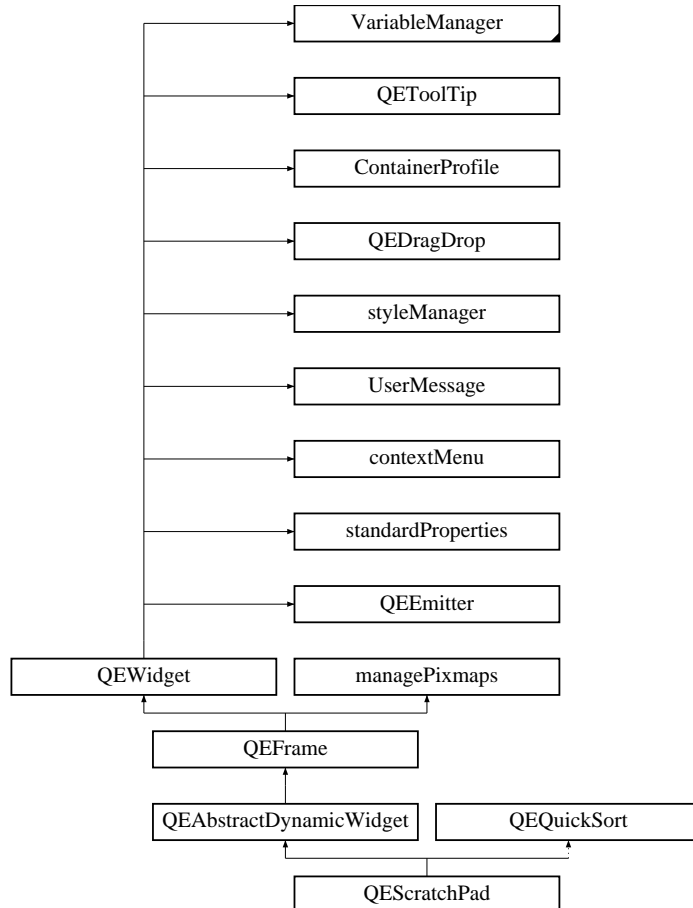 VariableManager
QEToolTip
ContainerProfile
QEDragDrop
styleManager
UserMessage
contextMenu
standardProperties
QEEmitter
QEWidget
managePixmaps
QEFrame
QEAbstractDynamicWidget
QEQuickSort
QEScratchPad